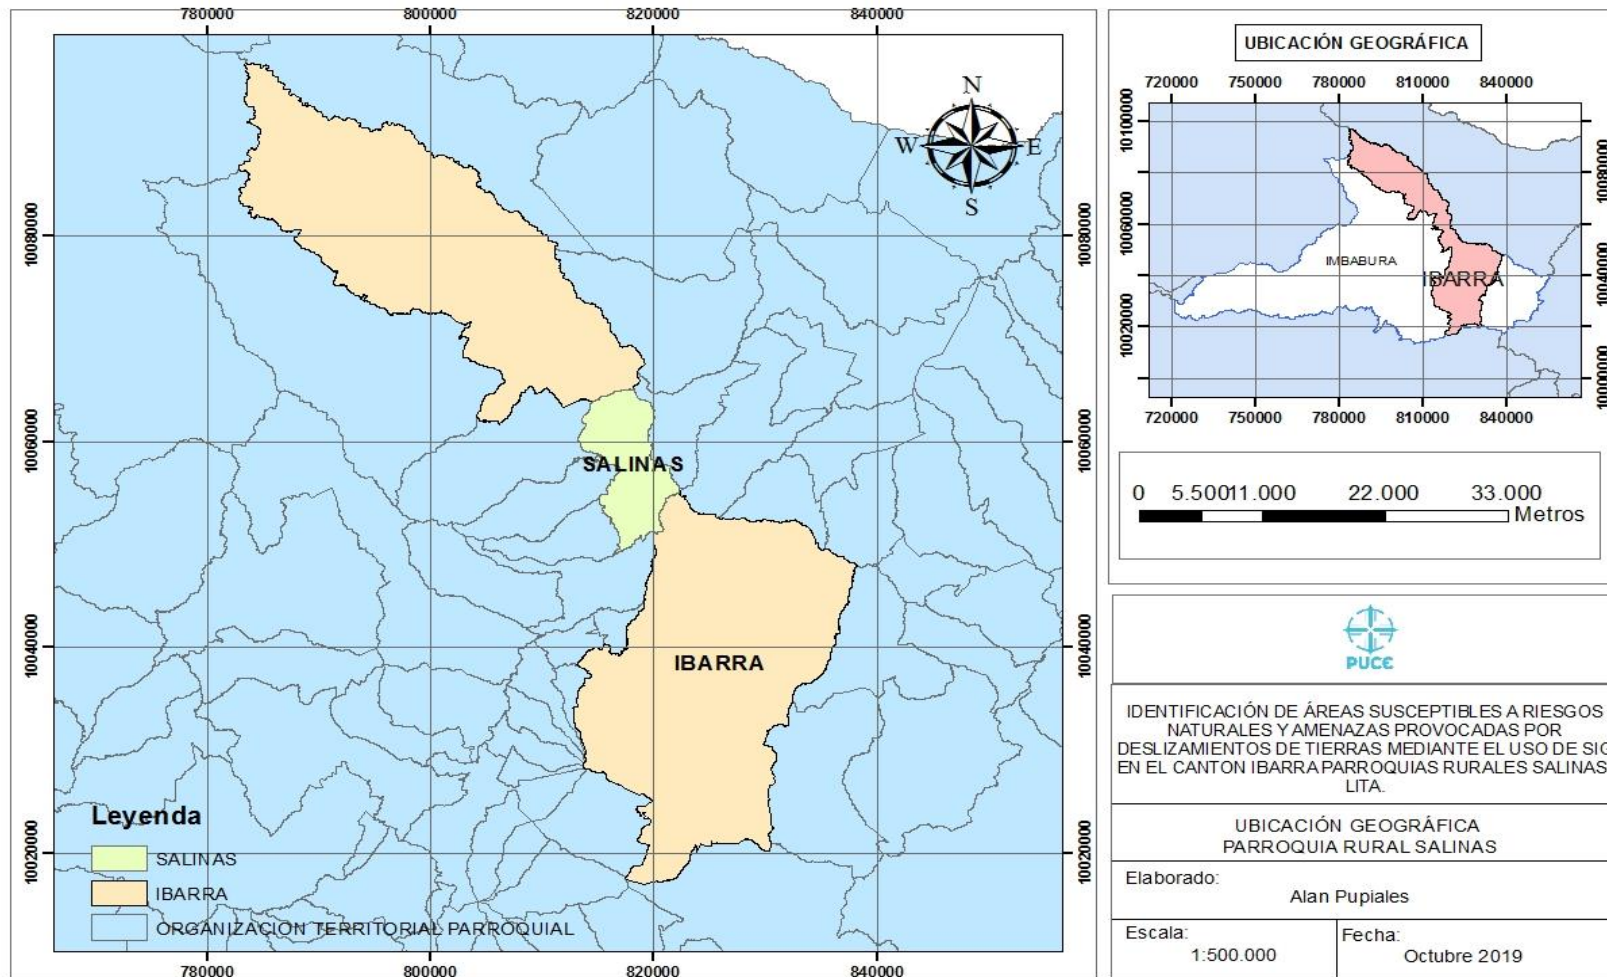 780000 800000 820000 840000
N
W E
S
10080000 10080000
10060000 10060000
SALINAS
10040000 10040000
IBARRA
Leyenda
10020000 10020000
SALINAS
IBARRA
ORGANIZACION TERRITORIAL PARROQUIAL
780000 800000 820000 840000
UBICACIÓN GEOGRÁFICA
720000 750000 780000 810000 840000
10100000
10080000
10060000
IMBABURA
IBARRA
10040000
10020000
10000000
720000 750000 780000 810000 840000
0 5.500 11.000 22.000 33.000
Metros
PUCE
IDENTIFICACIÓN DE ÁREAS SUSCEPTIBLES A RIESGOS
NATURALES Y AMENAZAS PROVOCADAS POR
DESLIZAMIENTOS DE TIERRAS MEDIANTE EL USO DE SIG
EN EL CANTON IBARRA PARROQUIAS RURALES SALINAS
LITA.
UBICACIÓN GEOGRÁFICA
PARROQUIA RURAL SALINAS
Elaborado:
Alan Pupiales
Escala:
1:500.000
Fecha:
Octubre 2019